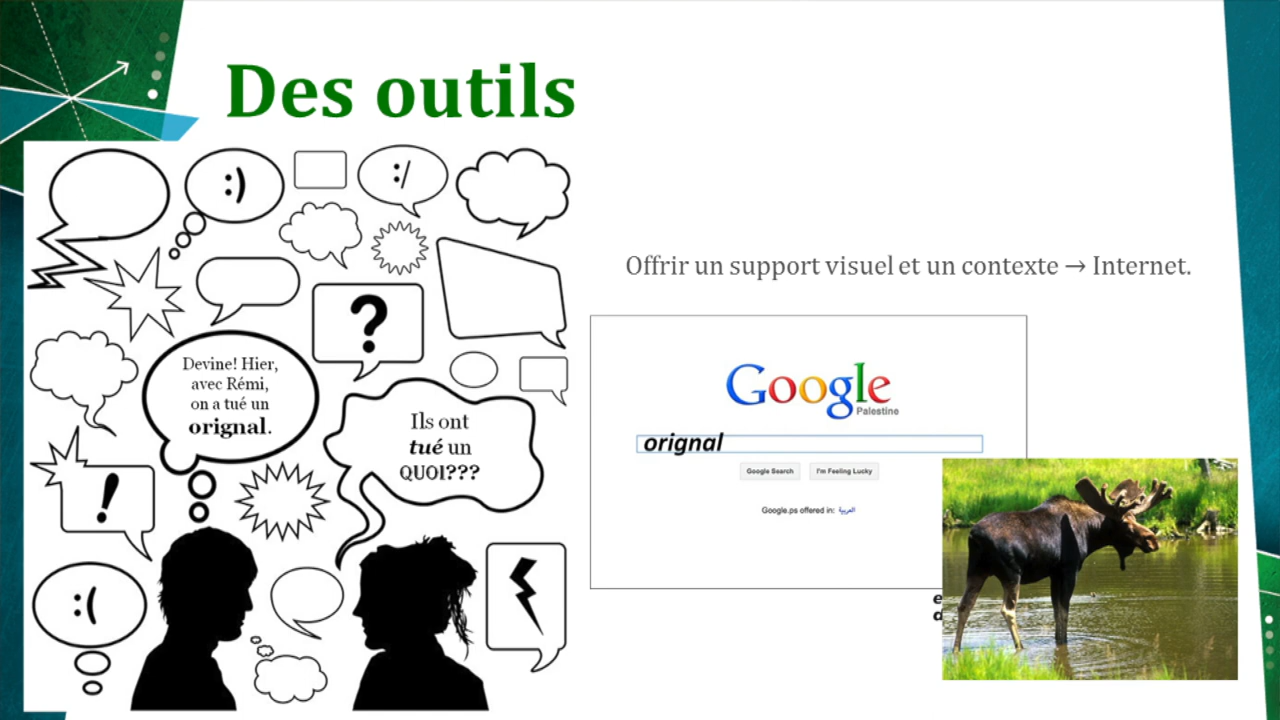 Des outils
Devine! Hier,
avec Rémi,
on a tué un
orignal.
Ils ont
tué un
QUOI???
?
!
Offrir un support visuel et un contexte → Internet.
Google
Palestine
orignal
Google Search
I'm Feeling Lucky
Google.ps offered in: العربية